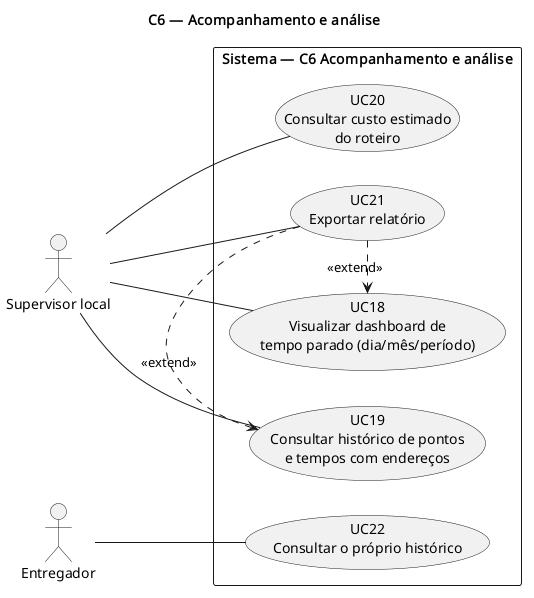 C6 — Acompanhamento e análise
Sistema — C6 Acompanhamento e análise
UC20
Consultar custo estimado
do roteiro
UC21
Exportar relatório
«extend»
UC18
Visualizar dashboard de
tempo parado (dia/mês/período)
Supervisor local
«extend»
UC19
Consultar histórico de pontos
e tempos com endereços
UC22
Consultar o próprio histórico
Entregador